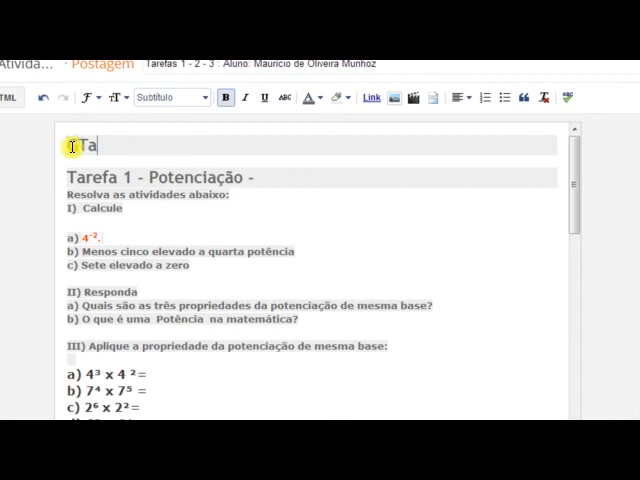 Ativida... · Postagem Tarefas 1 - 2 - 3 : Aluno: Maurício de Oliveira Munhoz
HTML Subtítulo B I U ABC A Link
Ta
Tarefa 1 - Potenciação -
Resolva as atividades abaixo:
I) Calcule
a) 4⁻².
b) Menos cinco elevado a quarta potência
c) Sete elevado a zero
II) Responda
a) Quais são as três propriedades da potenciação de mesma base?
b) O que é uma Potência na matemática?
III) Aplique a propriedade da potenciação de mesma base:
a) 4³ x 4 ²=
b) 7⁴ x 7⁵ =
c) 2⁶ x 2²=